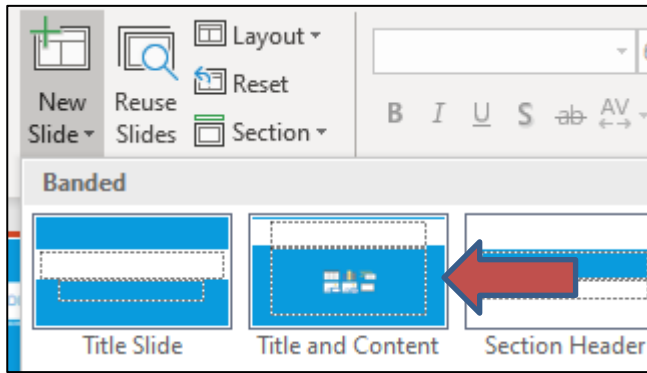 New Slide
Reuse Slides
Layout
Reset
Section
B I U S ab AV
Banded
Title Slide
Title and Content
Section Header